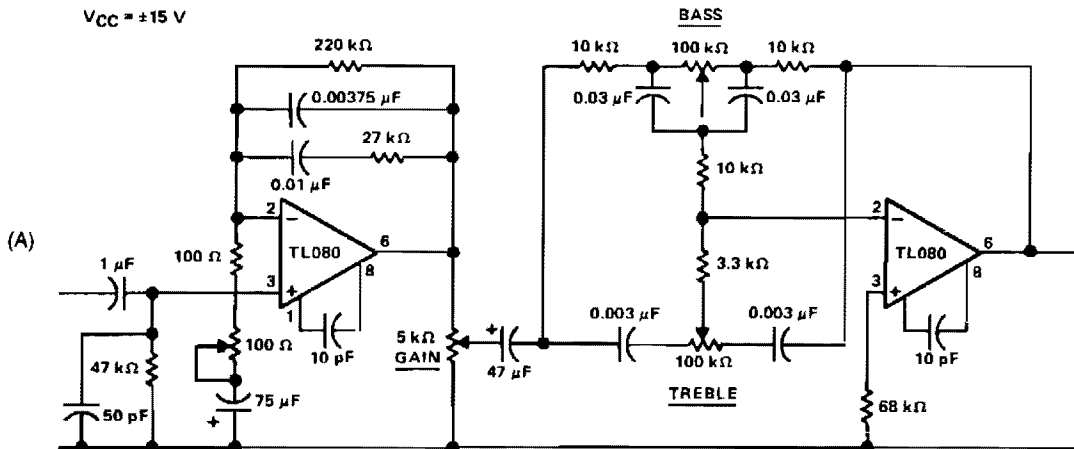 VCC = ±15 V
BASS
220 kΩ
10 kΩ
100 kΩ
10 kΩ
0.00375 µF
0.03 µF
0.03 µF
27 kΩ
0.01 µF
10 kΩ
(A)
2
−
TL080
6
8
3
+
1
100 Ω
1 µF
10 pF
2
−
TL080
6
8
3
+
10 pF
3.3 kΩ
0.003 µF
0.003 µF
47 kΩ
100 Ω
5 kΩ
GAIN
+
47 µF
100 kΩ
TREBLE
50 pF
75 µF
+
68 kΩ